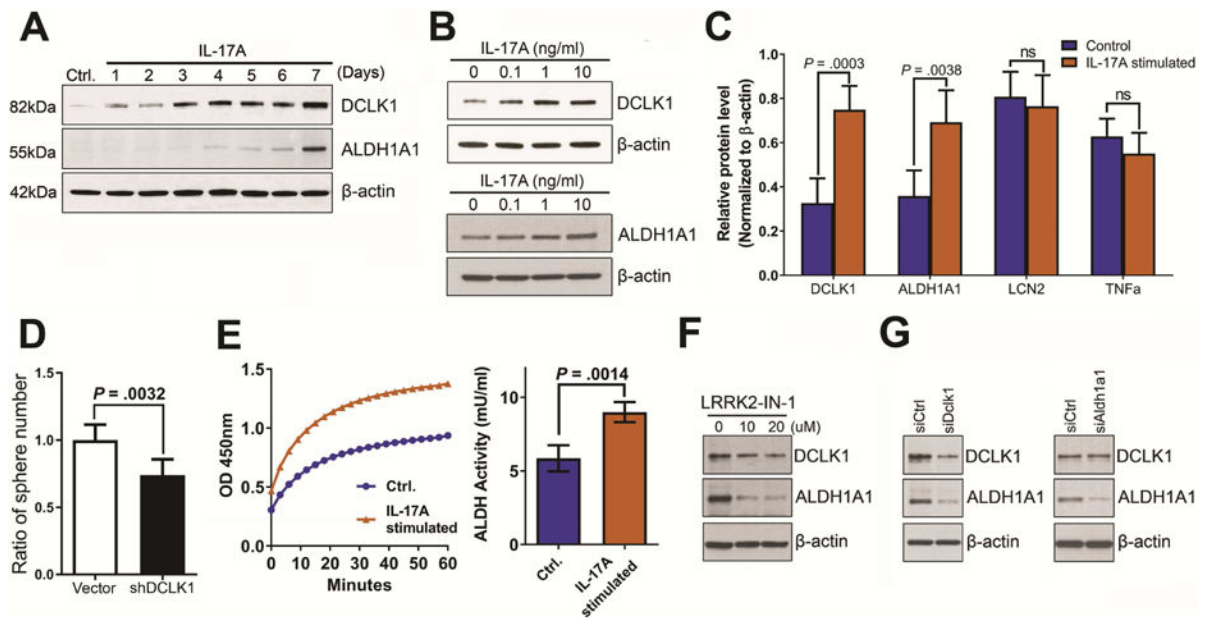 A
IL-17A
Ctrl. 1 2 3 4 5 6 7 (Days)
82kDa DCLK1
55kDa ALDH1A1
42kDa β-actin
B
IL-17A (ng/ml)
0 0.1 1 10
DCLK1
β-actin
IL-17A (ng/ml)
0 0.1 1 10
ALDH1A1
β-actin
C
Control
IL-17A stimulated
Relative protein level
(Normalized to β-actin)
1.0
0.8
0.6
0.4
0.2
0.0
P = .0003
P = .0038
ns
ns
DCLK1 ALDH1A1 LCN2 TNFa
D
Ratio of sphere number
1.5
1.0
0.5
0.0
P = .0032
Vector shDCLK1
E
OD 450nm
1.5
1.0
0.5
0.0
Ctrl.
IL-17A
stimulated
0 10 20 30 40 50 60
Minutes
ALDH Activity (mU/ml)
10
5
0
P = .0014
Ctrl.
IL-17A
stimulated
F
LRRK2-IN-1
0 10 20 (uM)
DCLK1
ALDH1A1
β-actin
G
siCtrl siDclk1
DCLK1
ALDH1A1
β-actin
siCtrl siAldh1a1
DCLK1
ALDH1A1
β-actin